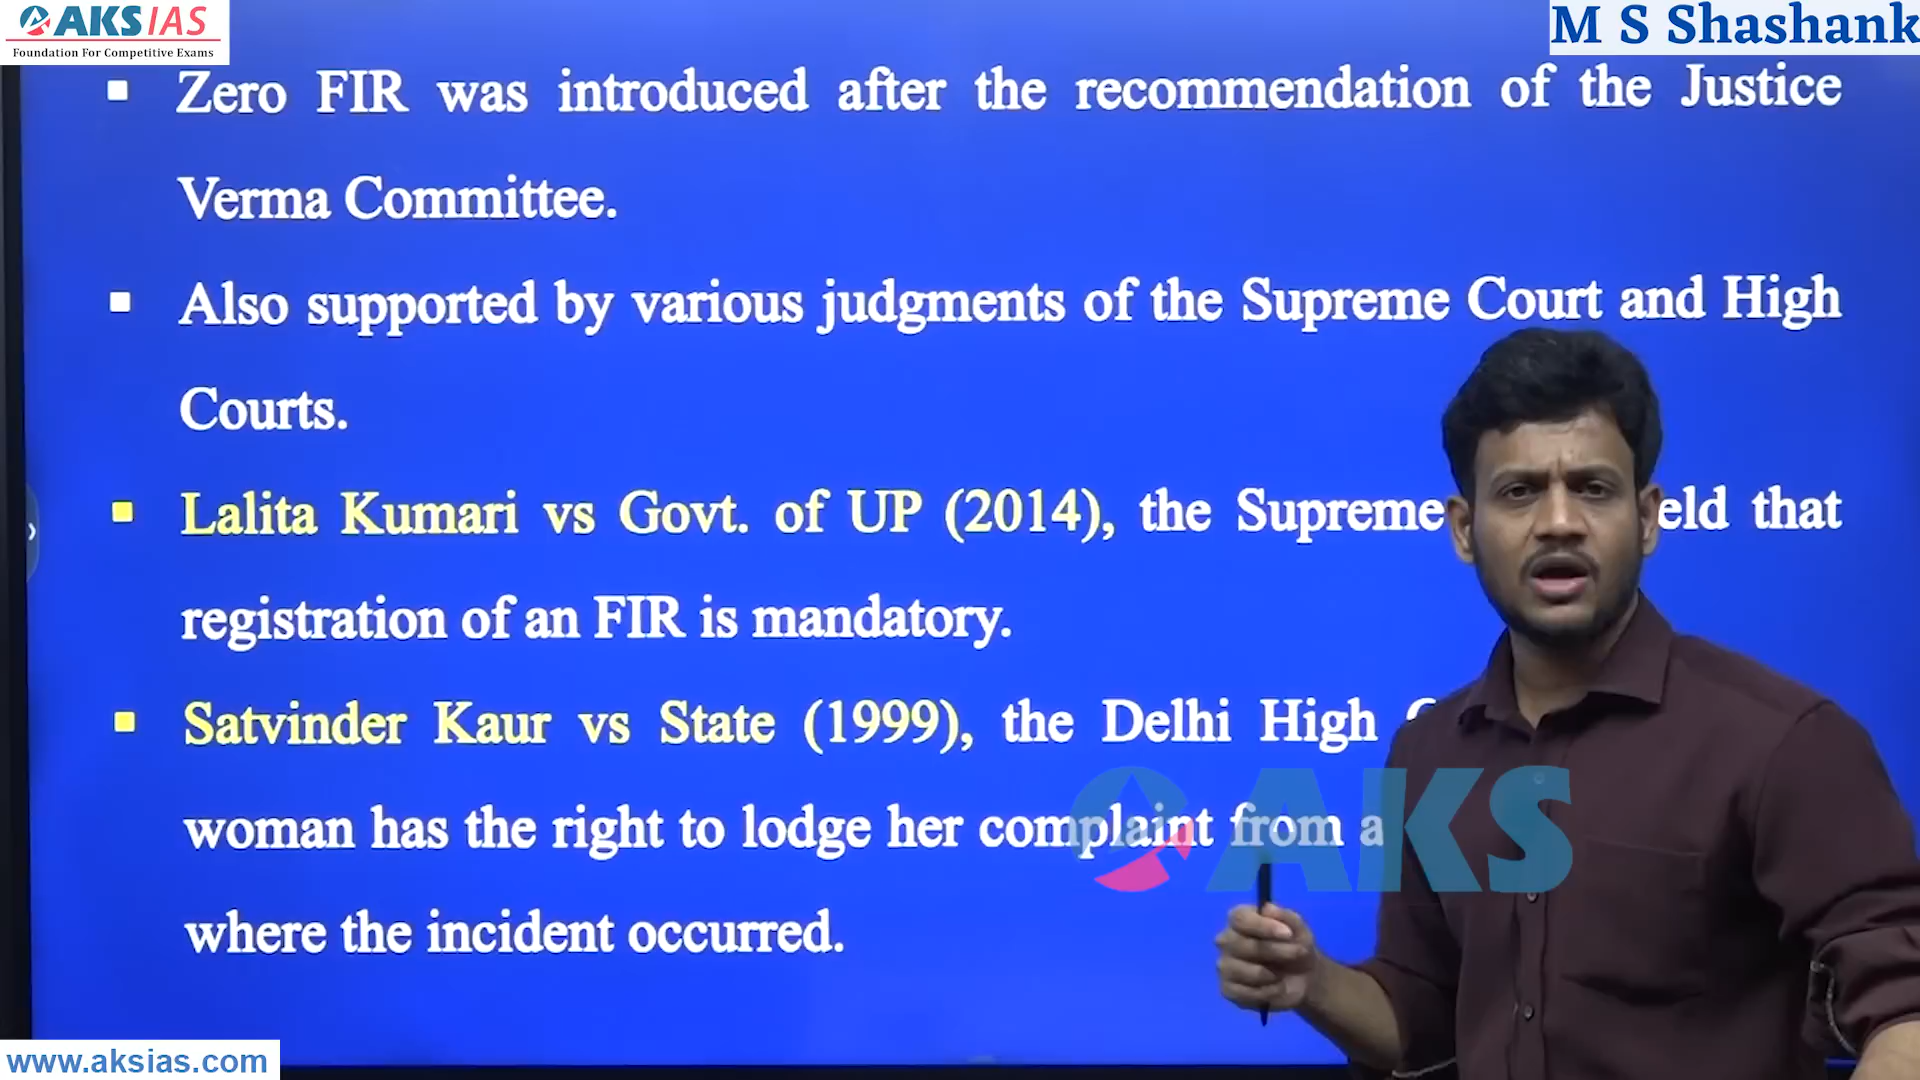 AKS IAS
Foundation For Competitive Exams
M S Shashank
Zero FIR was introduced after the recommendation of the Justice
Verma Committee.
Also supported by various judgments of the Supreme Court and High
Courts.
Lalita Kumari vs Govt. of UP (2014), the Supreme eld that
registration of an FIR is mandatory.
Satvinder Kaur vs State (1999), the Delhi High
woman has the right to lodge her complaint from a
where the incident occurred.
AKS
www.aksias.com